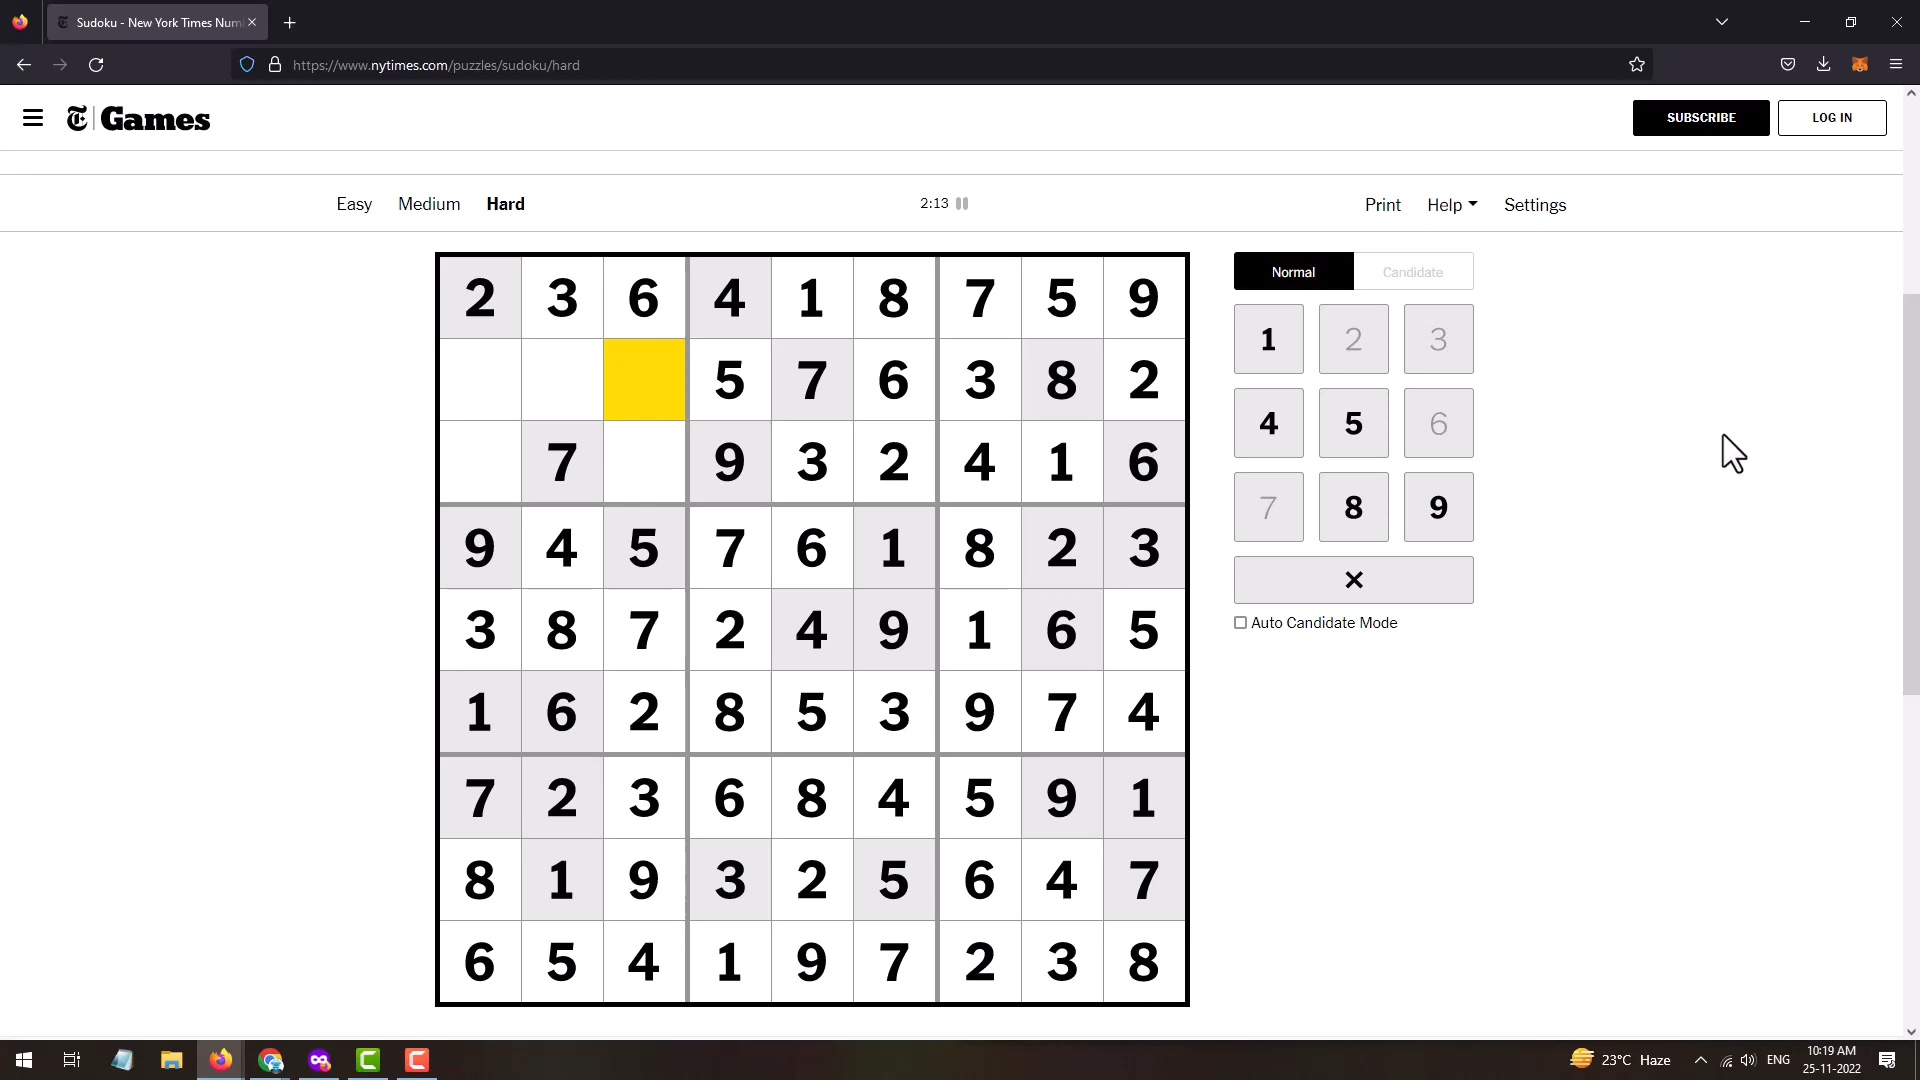 Sudoku - New York Times Num
https://www.nytimes.com/puzzles/sudoku/hard
T Games
SUBSCRIBE
LOG IN
Easy Medium Hard
2:13
Print Help Settings
Normal Candidate
2 3 6 4 1 8 7 5 9
5 7 6 3 8 2
7 9 3 2 4 1 6
9 4 5 7 6 1 8 2 3
3 8 7 2 4 9 1 6 5
1 6 2 8 5 3 9 7 4
7 2 3 6 8 4 5 9 1
8 1 9 3 2 5 6 4 7
6 5 4 1 9 7 2 3 8
1 2 3
4 5 6
7 8 9
Auto Candidate Mode
23°C Haze
ENG
10:19 AM
25-11-2022